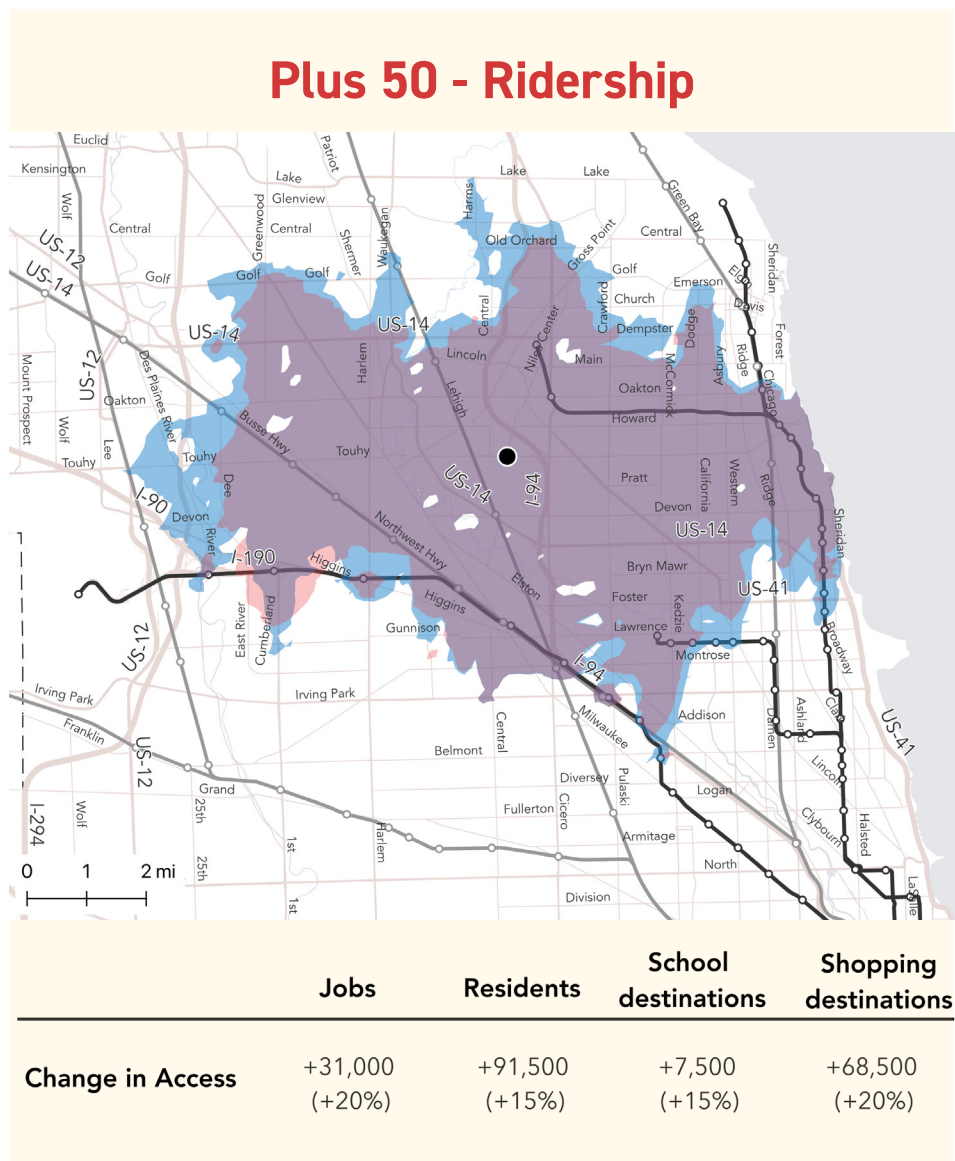 Plus 50 - Ridership
Euclid
Patriot
Kensington
Lake
Lake
Lake
Wolf
Glenview
Harms
Green Bay
Greenwood
Central
Central
Shermer
Waukegan
Old Orchard
Gross Point
Central
US-12
Sheridan
US-14
Golf
Golf
Golf
Golf
Elgin
Emerson
Crawford
Church
Davis
Central
US-14
US-14
Dempster
Dodge
Forest
Niles Center
Harlem
Lincoln
Main
McCormick
Asbury
Ridge
US-12
Des Plaines River
Mount Prospect
Oakton
Lehigh
Oakton
Chicago
Wolf
Lee
Busse Hwy
Howard
Touhy
Touhy
Touhy
Dee
US-14
I-94
Pratt
California
Western
Ridge
I-90
Devon
Devon
Northwest Hwy
US-14
Sheridan
River
I-190
Higgins
Bryn Mawr
Elston
US-41
Higgins
Foster
East River
Cumberland
Kedzie
Gunnison
Lawrence
US-12
Broadway
Montrose
I-94
Irving Park
Irving Park
Addison
Clark
Ashland
Damen
US-41
Franklin
Central
Milwaukee
US-12
Belmont
Lincoln
Grand
Diversey
Pulaski
Logan
I-2944
Wolf
25th
Fullerton
Cicero
Clybourn
Halsted
Harlem
1st
Armitage
North
25th
0 1 2 mi
1st
Division
LaSalle
Jobs
Residents
School
destinations
Shopping
destinations
Change in Access
+31,000
(+20%)
+91,500
(+15%)
+7,500
(+15%)
+68,500
(+20%)